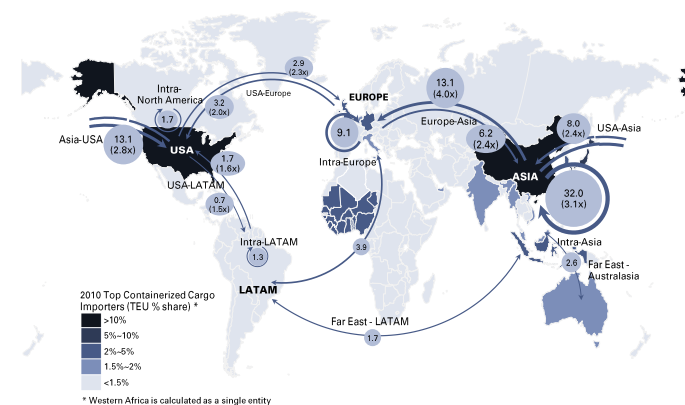 2.9
(2.3x)
USA-Europe
3.2
(2.0x)
Intra-
North America
1.7
Asia-USA
13.1
(2.8x)
USA
1.7
(1.6x)
USA-LATAM
0.7
(1.5x)
EUROPE
9.1
Intra-Europe
13.1
(4.0x)
Europe-Asia
6.2
(2.4x)
8.0
(2.4x)
USA-Asia
ASIA
32.0
(3.1x)
Intra-Asia
2.6
Far East -
Australasia
Intra-LATAM
1.3
3.9
LATAM
Far East - LATAM
1.7
2010 Top Containerized Cargo
Importers (TEU % share) *
>10%
5%~10%
2%~5%
1.5%~2%
<1.5%
* Western Africa is calculated as a single entity